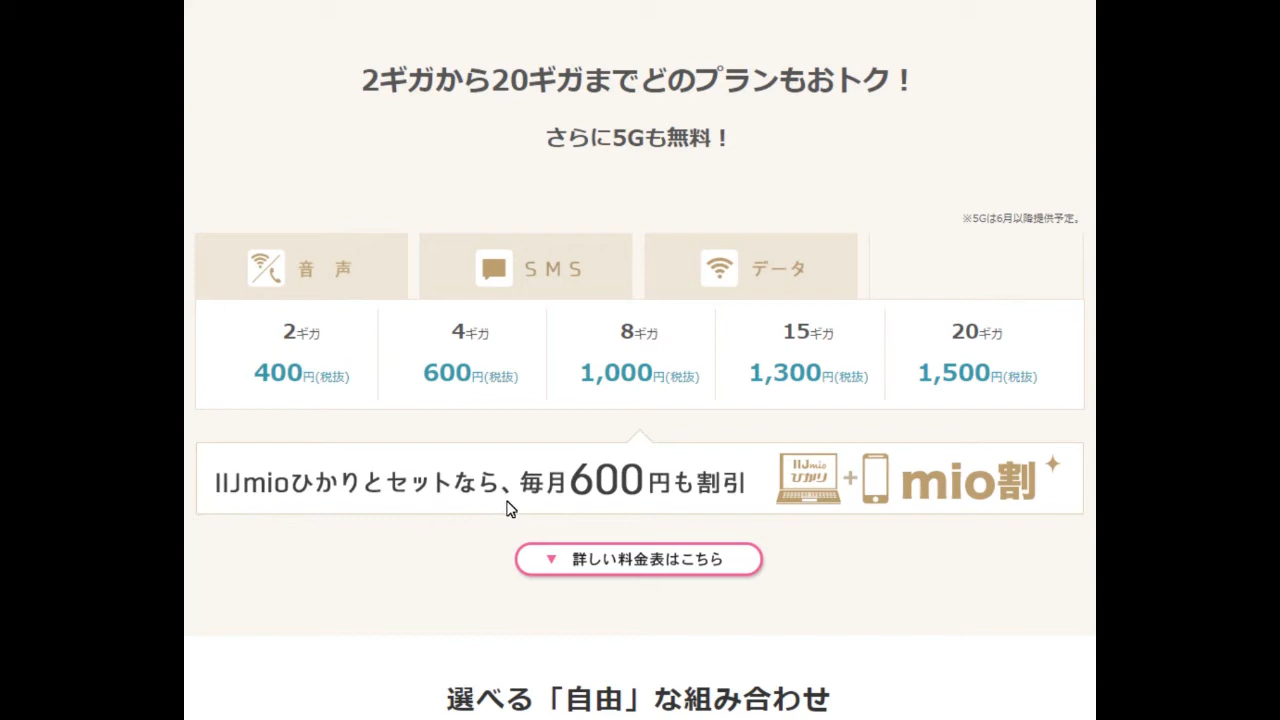 2ギガから20ギガまでどのプランもおトク！
さらに5Gも無料！
※5Gは6月以降提供予定。
音声
SMS
データ
2ギガ
4ギガ
8ギガ
15ギガ
20ギガ
400円(税抜)
600円(税抜)
1,000円(税抜)
1,300円(税抜)
1,500円(税抜)
IIJmioひかりとセットなら、毎月600円も割引
IIJmio
ひかり
+
mio割
▼ 詳しい料金表はこちら
選べる「自由」な組み合わせ